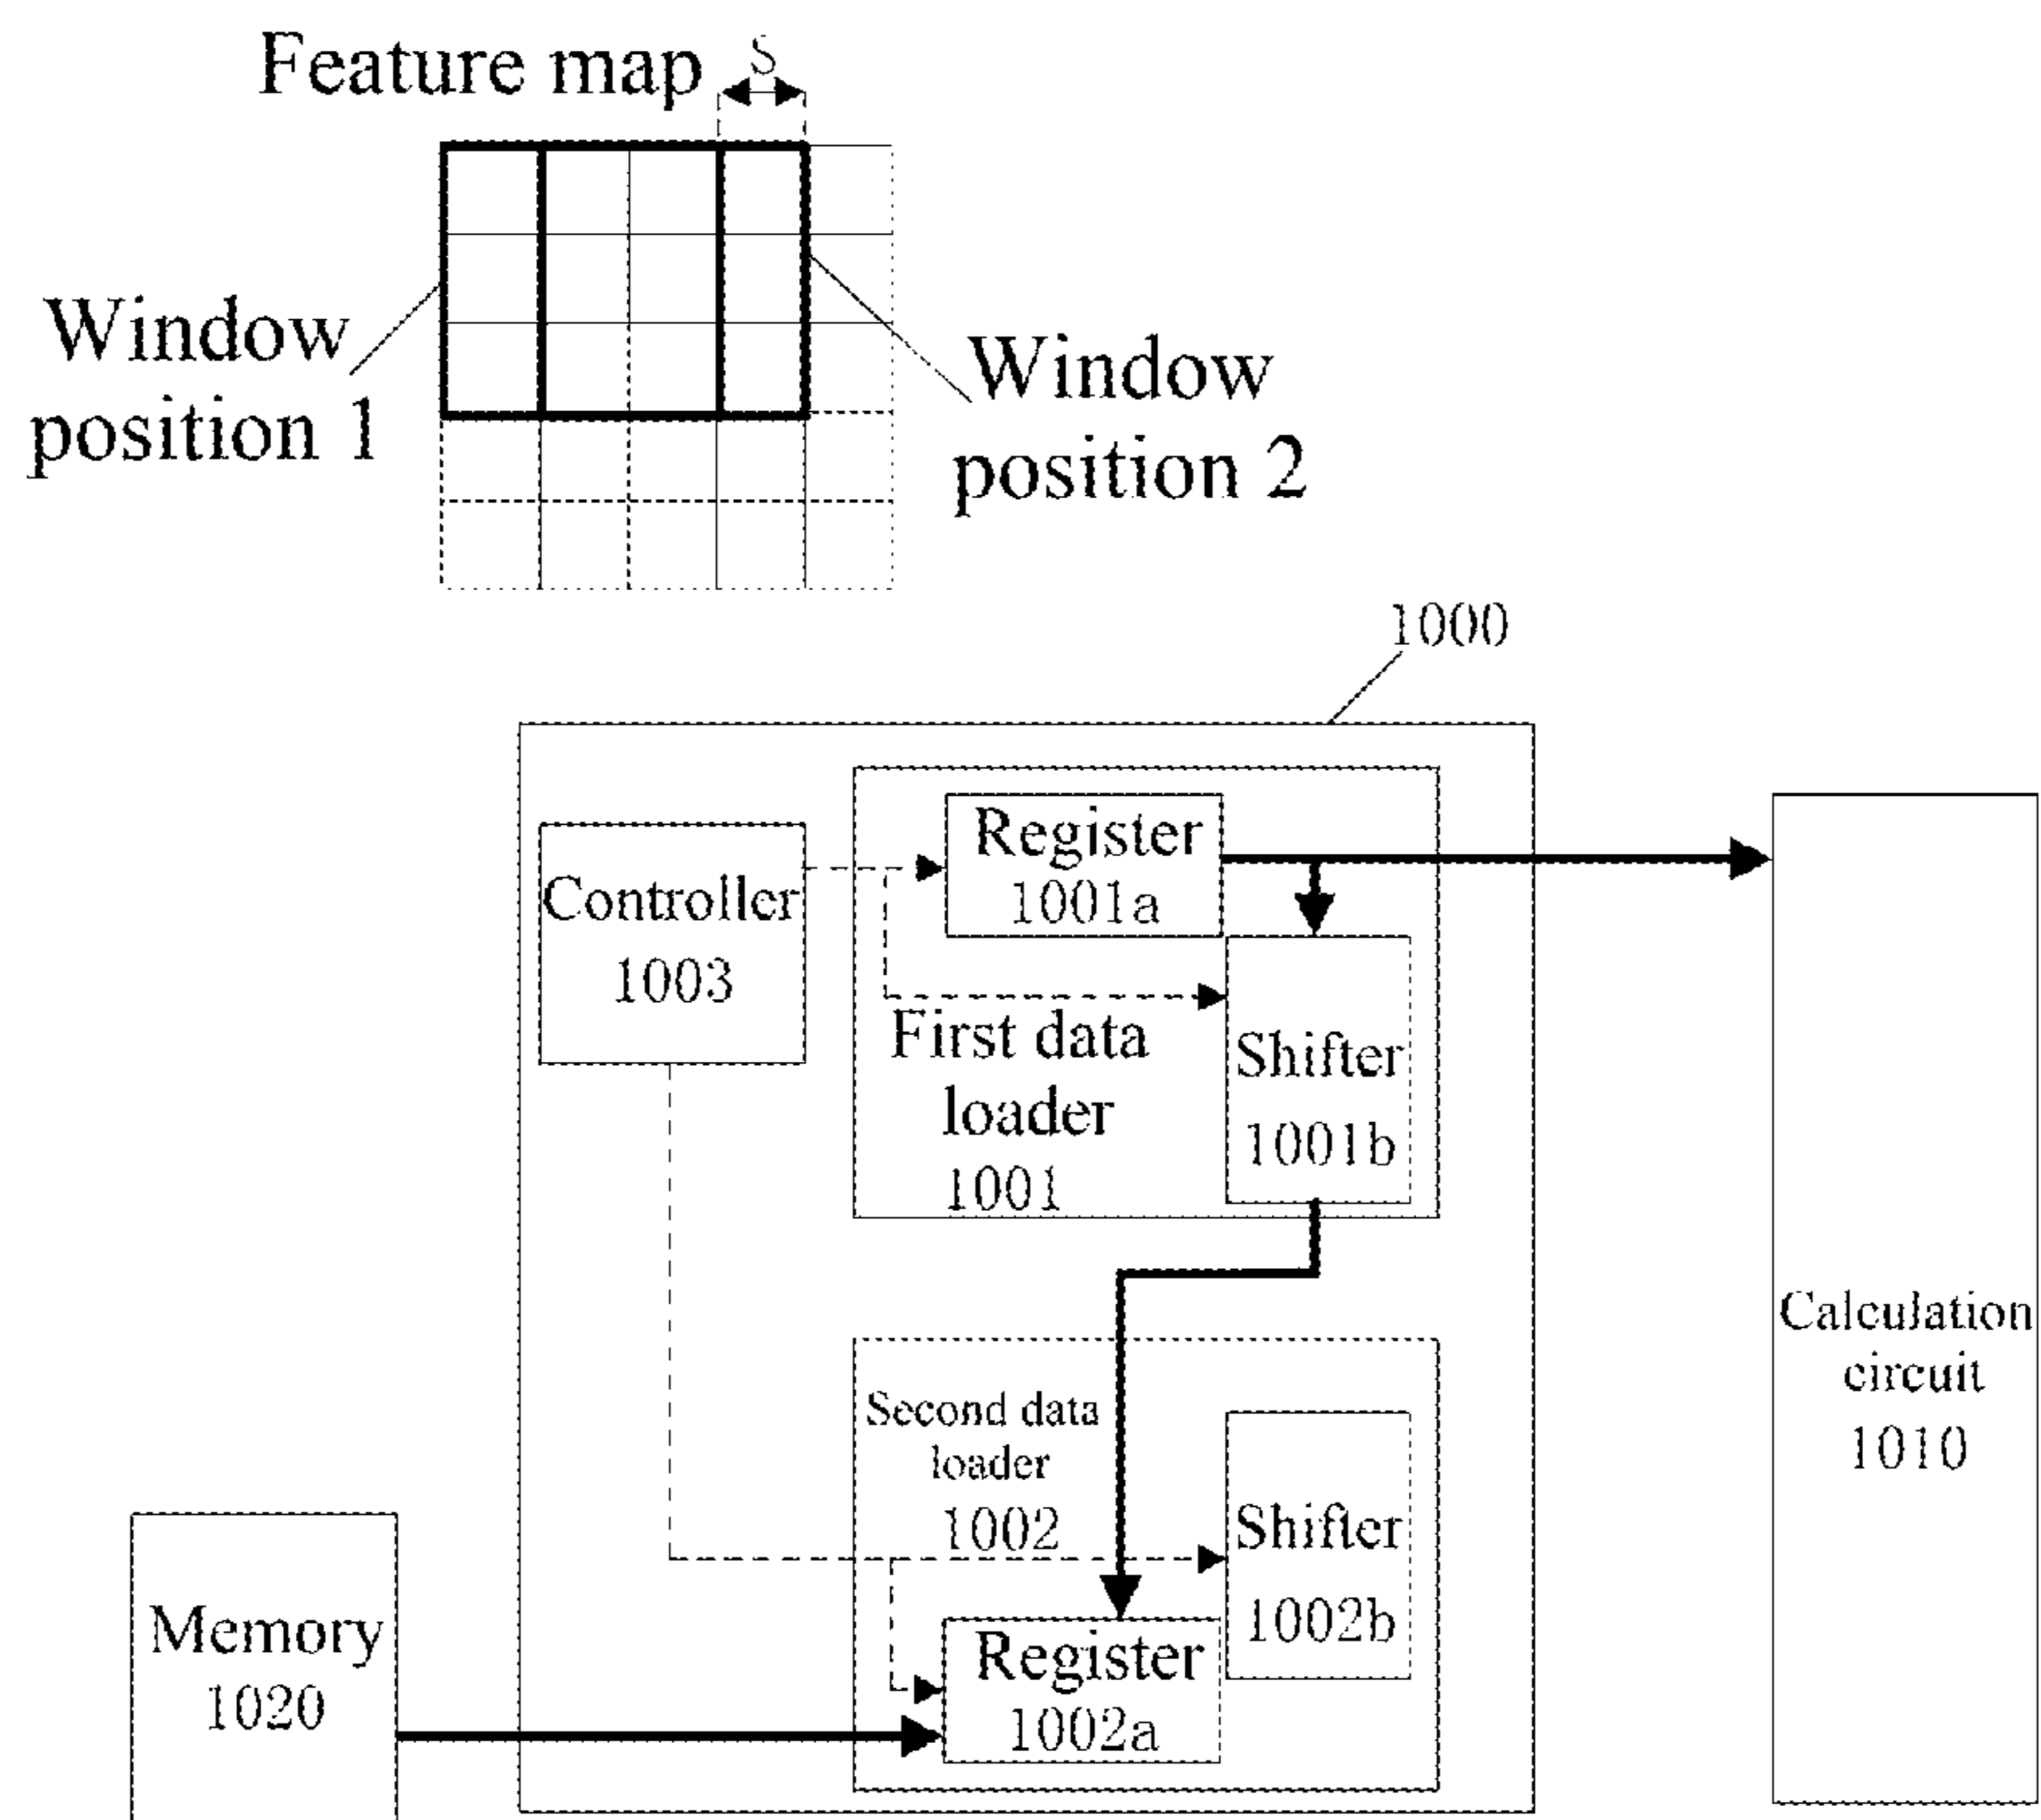 Feature map
S
Window
position 1
Window
position 2
1000
Register
1001a
Controller
1003
First data
loader
1001
Shifter
1001b
Calculation
circuit
1010
Second data
loader
1002
Shifter
1002b
Register
1002a
Memory
1020